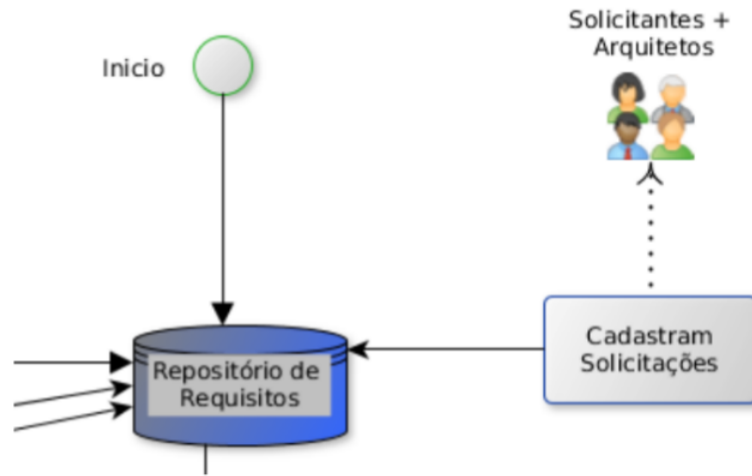 Solicitantes +
Arquitetos
Inicio
Cadastram
Solicitações
Repositório de
Requisitos